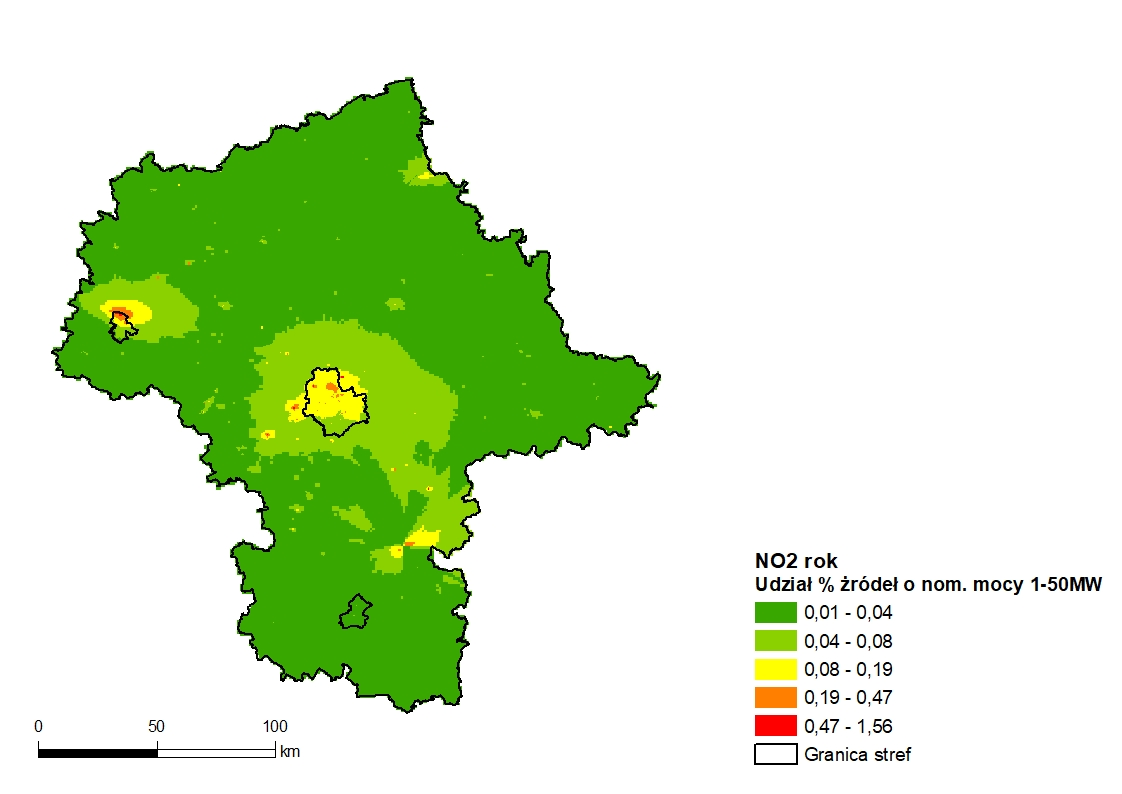 NO2 rok
Udział % źródeł o nom. mocy 1-50MW
0,01 - 0,04
0,04 - 0,08
0,08 - 0,19
0,19 - 0,47
0,47 - 1,56
Granica stref
0 50 100
km